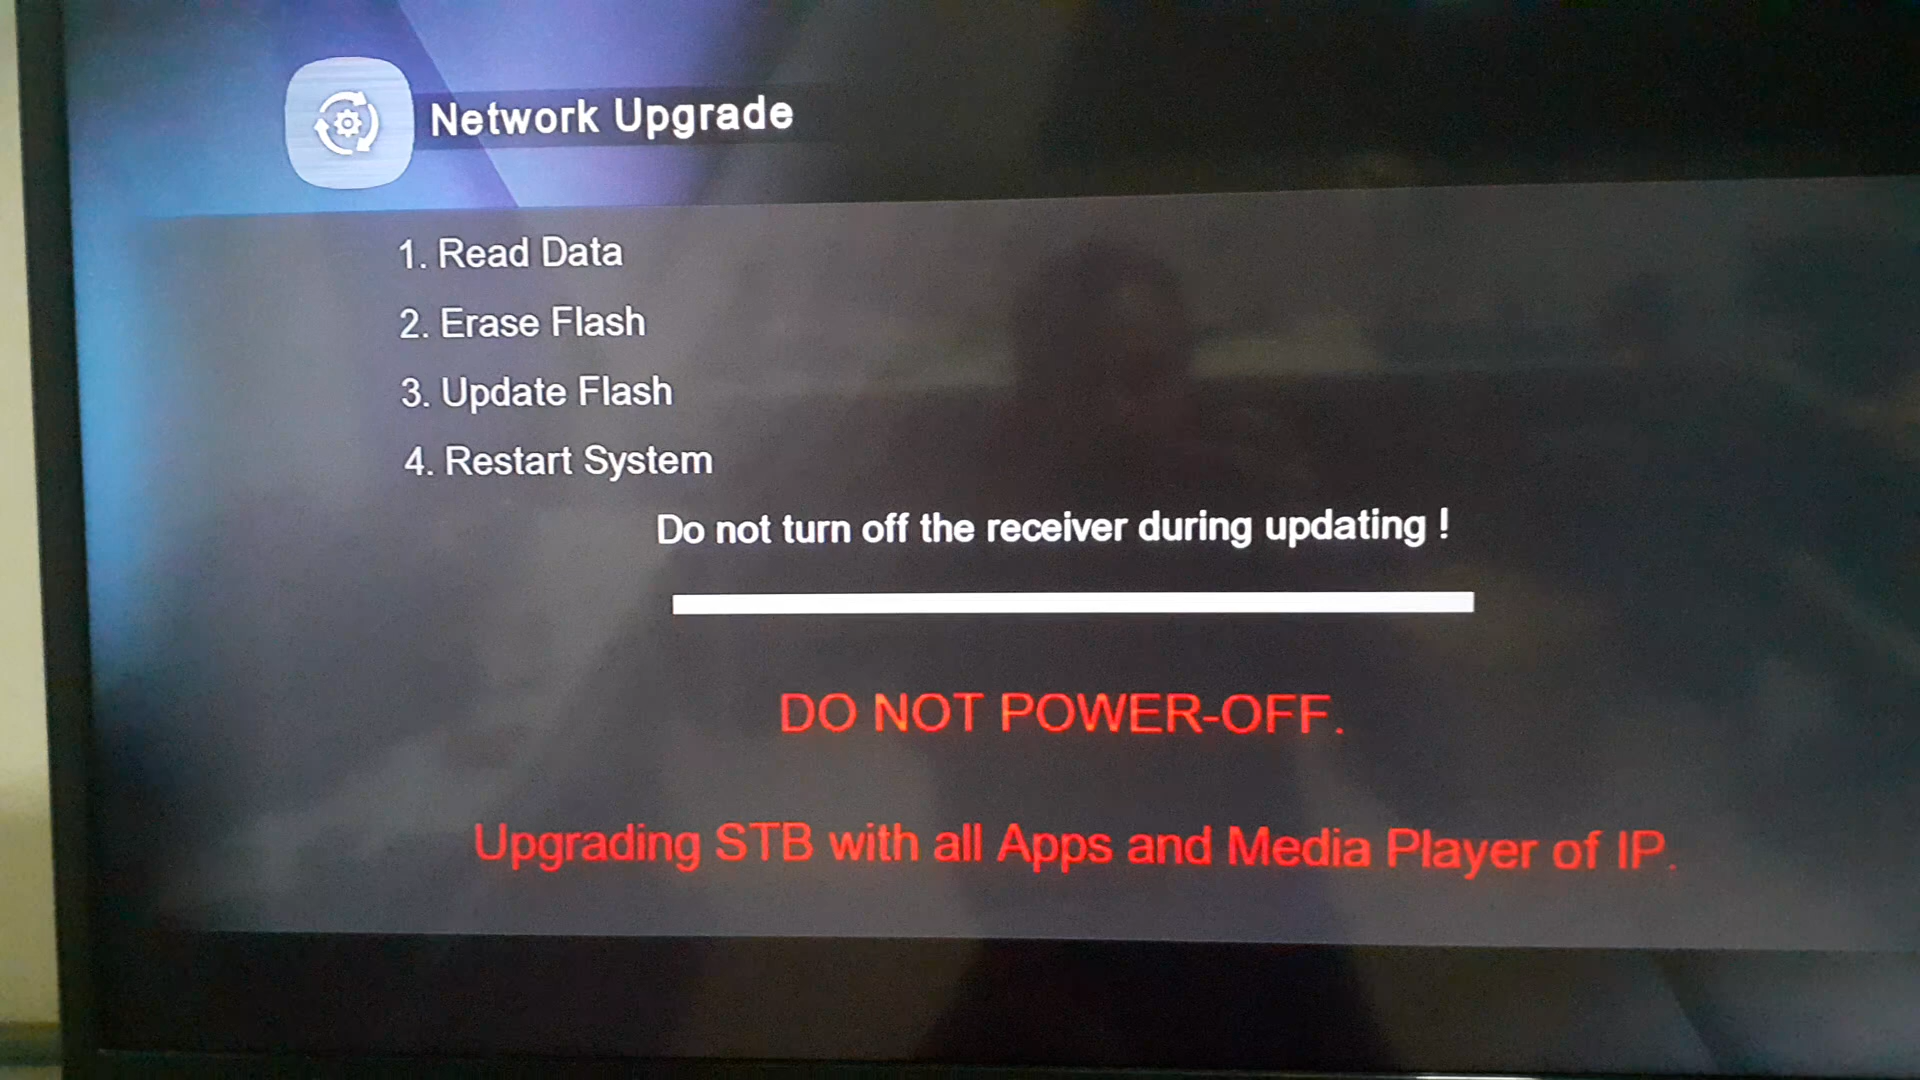 Network Upgrade
1. Read Data
2. Erase Flash
3. Update Flash
4. Restart System
Do not turn off the receiver during updating !
DO NOT POWER-OFF.
Upgrading STB with all Apps and Media Player of IP.